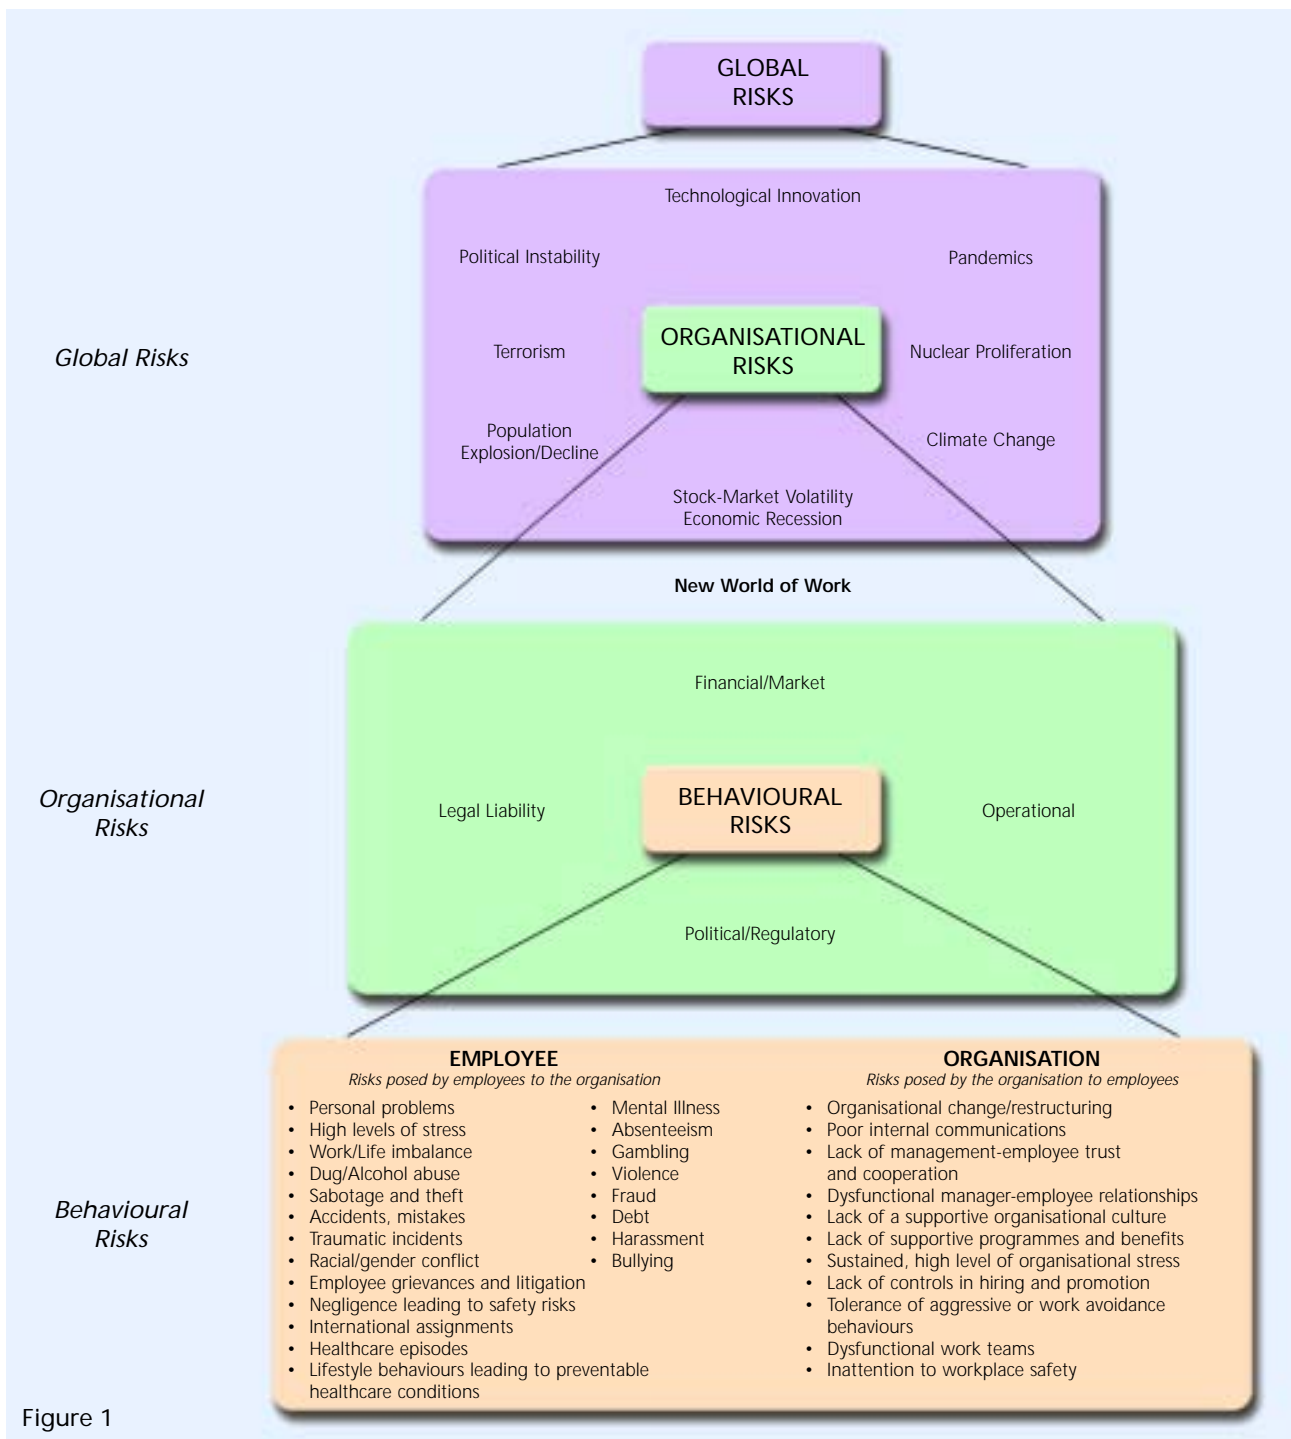 GLOBAL
RISKS
Technological Innovation
Political Instability
Pandemics
Global Risks
Terrorism
ORGANISATIONAL
RISKS
Nuclear Proliferation
Population
Explosion/Decline
Climate Change
Stock-Market Volatility
Economic Recession
New World of Work
Financial/Market
Organisational
Risks
Legal Liability
BEHAVIOURAL
RISKS
Operational
Political/Regulatory
Behavioural
Risks
EMPLOYEE
Risks posed by employees to the organisation
• Personal problems
• High levels of stress
• Work/Life imbalance
• Dug/Alcohol abuse
• Sabotage and theft
• Accidents, mistakes
• Traumatic incidents
• Racial/gender conflict
• Employee grievances and litigation
• Negligence leading to safety risks
• International assignments
• Healthcare episodes
• Lifestyle behaviours leading to preventable
healthcare conditions
• Mental Illness
• Absenteeism
• Gambling
• Violence
• Fraud
• Debt
• Harassment
• Bullying
ORGANISATION
Risks posed by the organisation to employees
• Organisational change/restructuring
• Poor internal communications
• Lack of management-employee trust
and cooperation
• Dysfunctional manager-employee relationships
• Lack of a supportive organisational culture
• Lack of supportive programmes and benefits
• Sustained, high level of organisational stress
• Lack of controls in hiring and promotion
• Tolerance of aggressive or work avoidance
behaviours
• Dysfunctional work teams
• Inattention to workplace safety
Figure 1